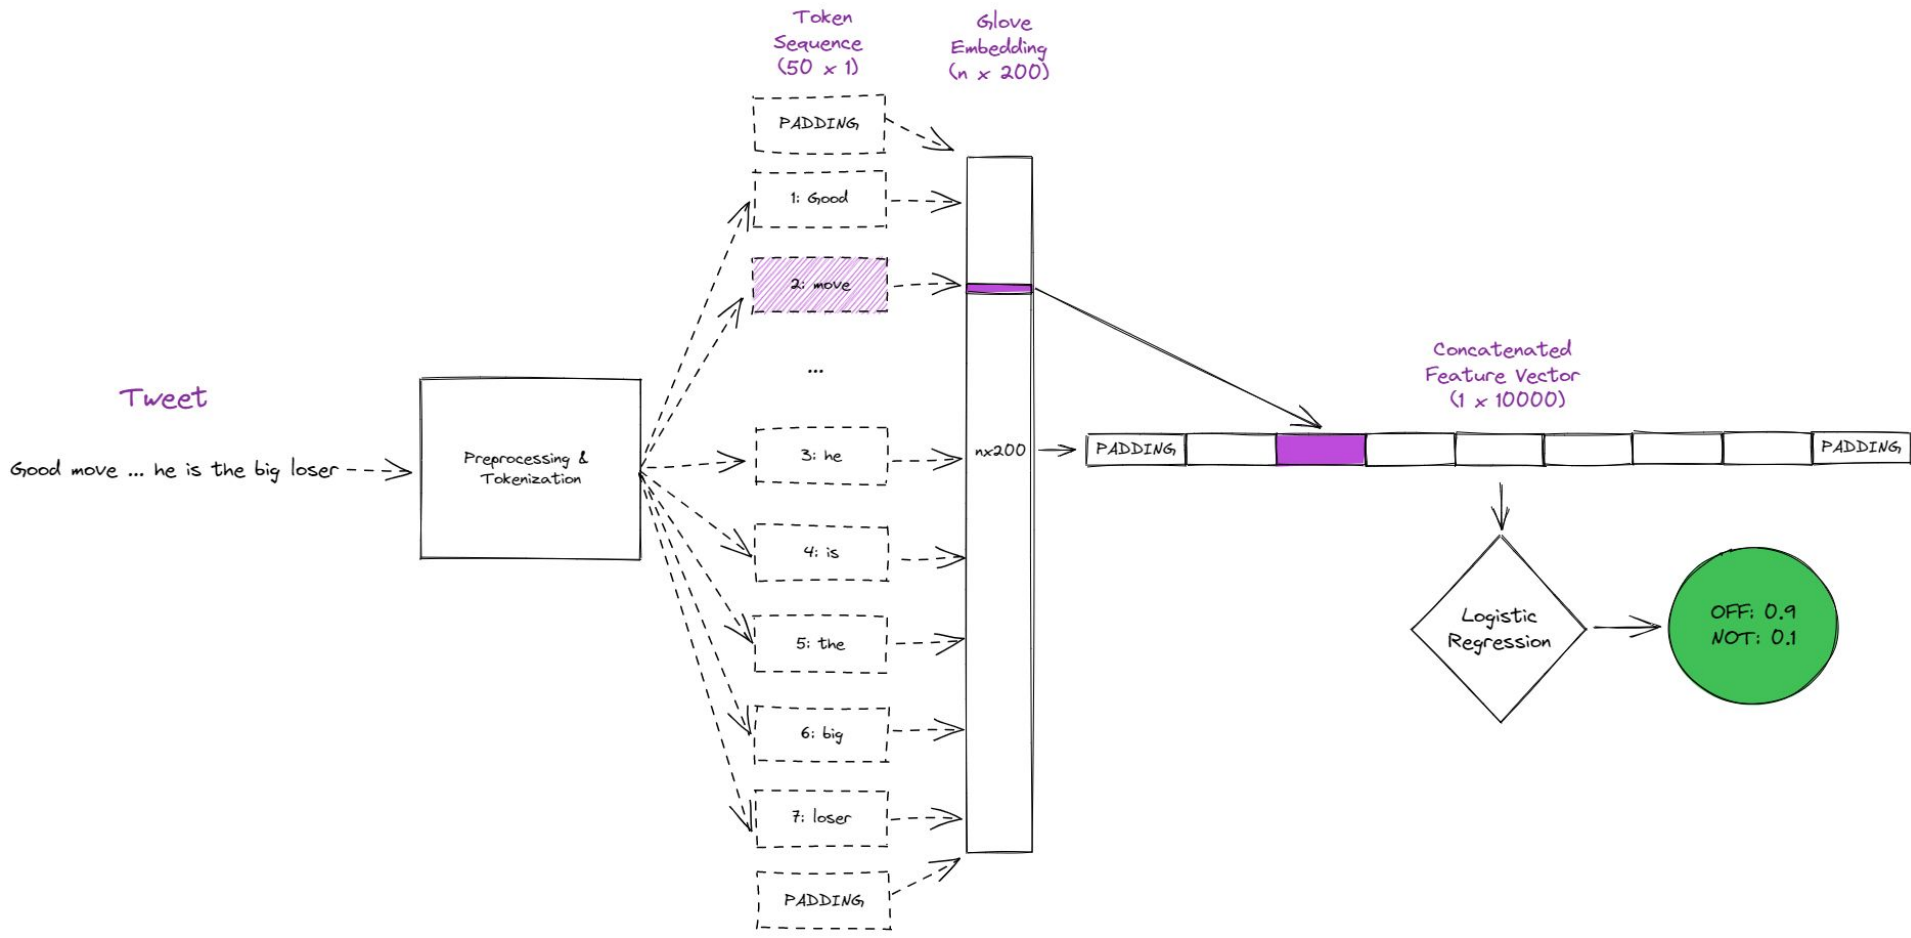 Tweet
Good move ... he is the big loser
Preprocessing &
Tokenization
Token
Sequence
(50 x 1)
PADDING
1: Good
2: move
...
3: he
4: is
5: the
6: big
7: loser
PADDING
Glove
Embedding
(n x 200)
nx200
Concatenated
Feature Vector
(1 x 10000)
PADDING
PADDING
Logistic
Regression
OFF: 0.9
NOT: 0.1